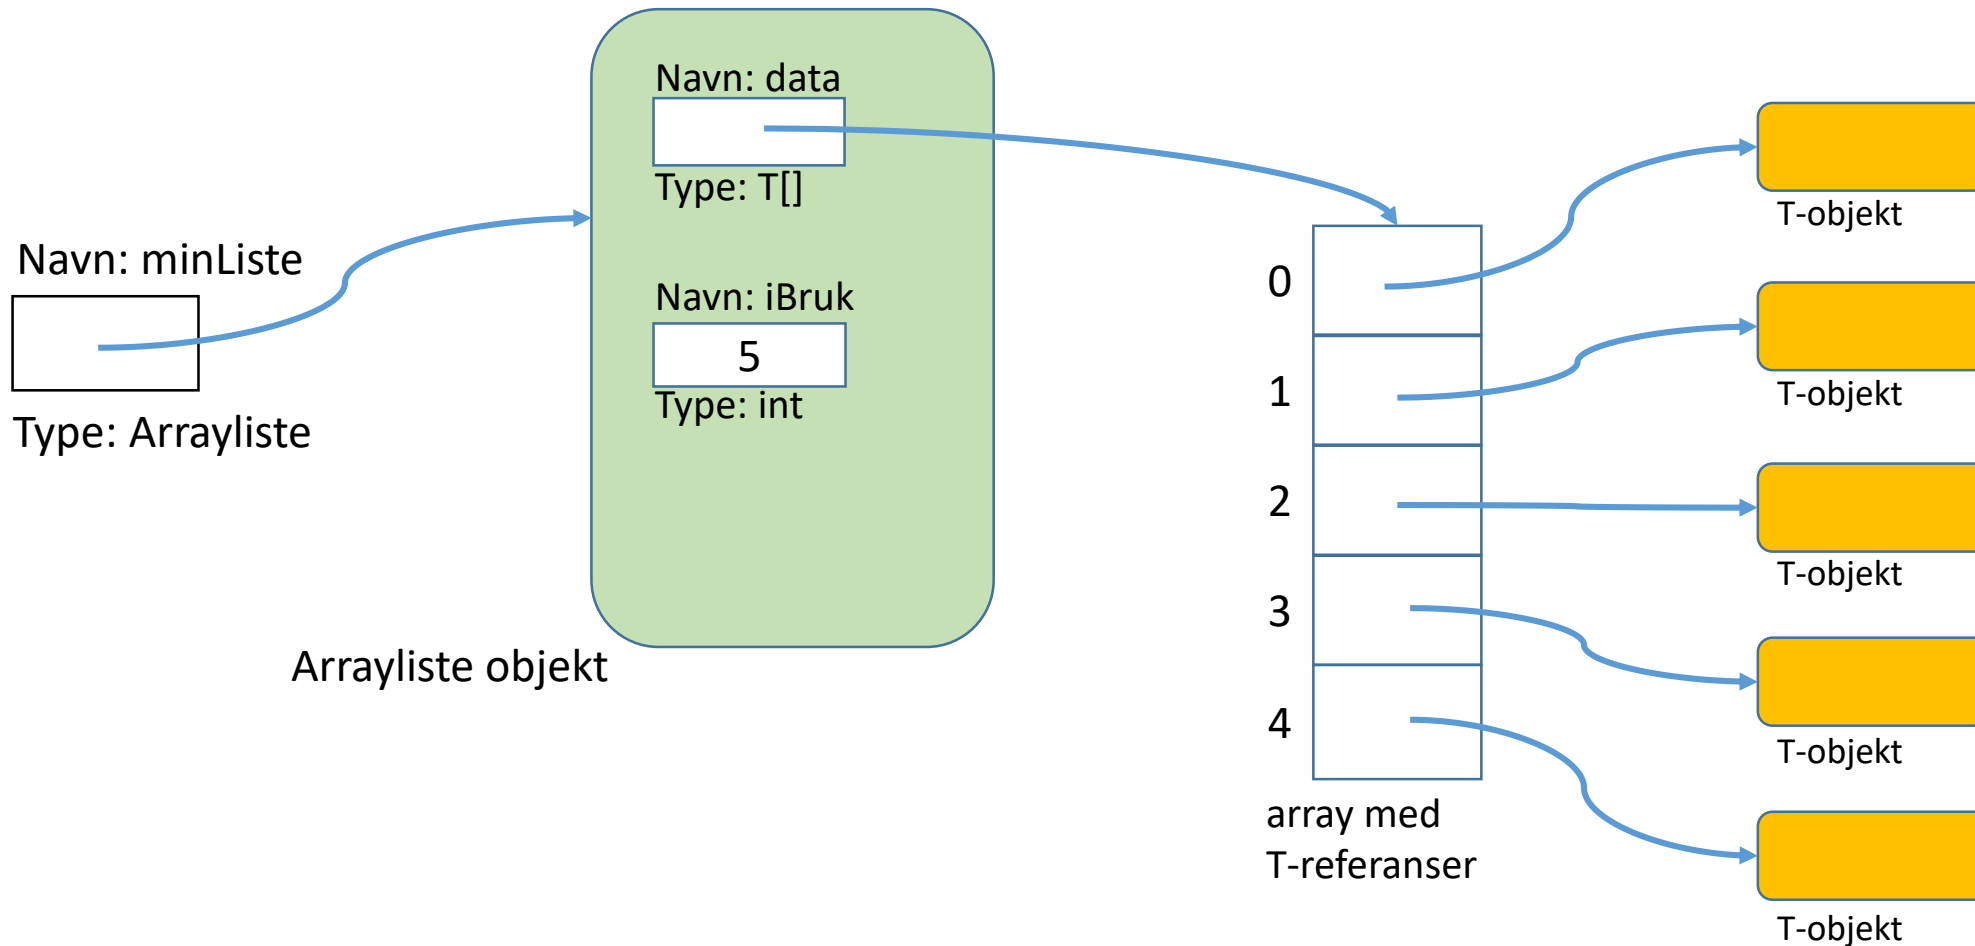 Navn: minListe
Type: Arrayliste
Navn: data
Type: T[]
Navn: iBruk
5
Type: int
Arrayliste objekt
0
1
2
3
4
array med
T-referanser
T-objekt
T-objekt
T-objekt
T-objekt
T-objekt